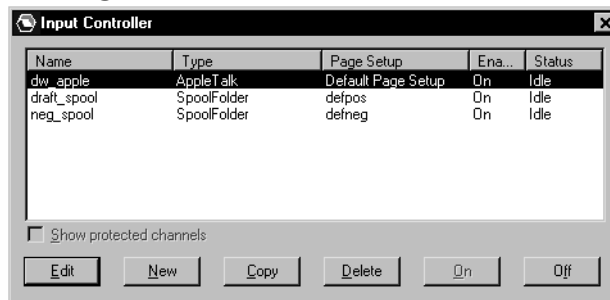 Input Controller
Name Type Page Setup Ena... Status
dw_apple AppleTalk Default Page Setup On Idle
draft_spool SpoolFolder defpos On Idle
neg_spool SpoolFolder defneg On Idle
Show protected channels
Edit New Copy Delete On Off